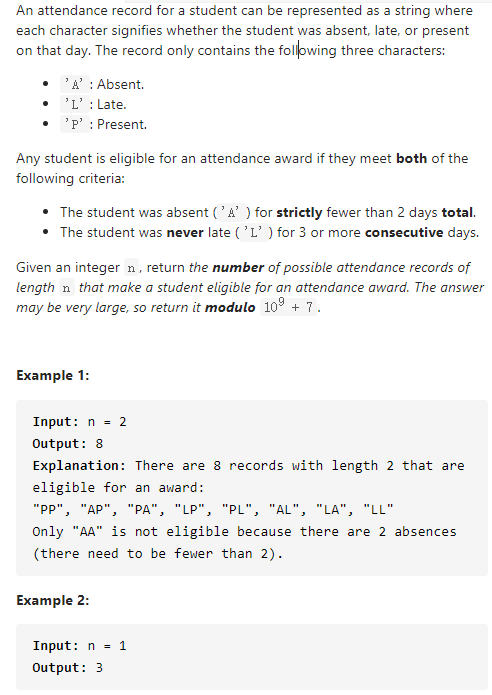 An attendance record for a student can be represented as a string where
each character signifies whether the student was absent, late, or present
on that day. The record only contains the following three characters:
• 'A' : Absent.
• 'L' : Late.
• 'P' : Present.
Any student is eligible for an attendance award if they meet both of the
following criteria:
• The student was absent ( 'A' ) for strictly fewer than 2 days total.
• The student was never late ( 'L' ) for 3 or more consecutive days.
Given an integer n , return the number of possible attendance records of
length n that make a student eligible for an attendance award. The answer
may be very large, so return it modulo 10⁹ + 7 .
Example 1:
Input: n = 2
Output: 8
Explanation: There are 8 records with length 2 that are
eligible for an award:
"PP", "AP", "PA", "LP", "PL", "AL", "LA", "LL"
Only "AA" is not eligible because there are 2 absences
(there need to be fewer than 2).
Example 2:
Input: n = 1
Output: 3